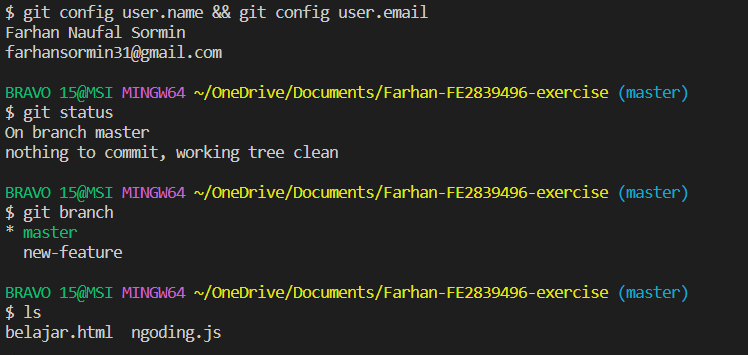 $ git config user.name && git config user.email
Farhan Naufal Sormin
farhansormin31@gmail.com
BRAVO 15@MSI MINGW64 ~/OneDrive/Documents/Farhan-FE2839496-exercise (master)
$ git status
On branch master
nothing to commit, working tree clean
BRAVO 15@MSI MINGW64 ~/OneDrive/Documents/Farhan-FE2839496-exercise (master)
$ git branch
* master
  new-feature
BRAVO 15@MSI MINGW64 ~/OneDrive/Documents/Farhan-FE2839496-exercise (master)
$ ls
belajar.html  ngoding.js